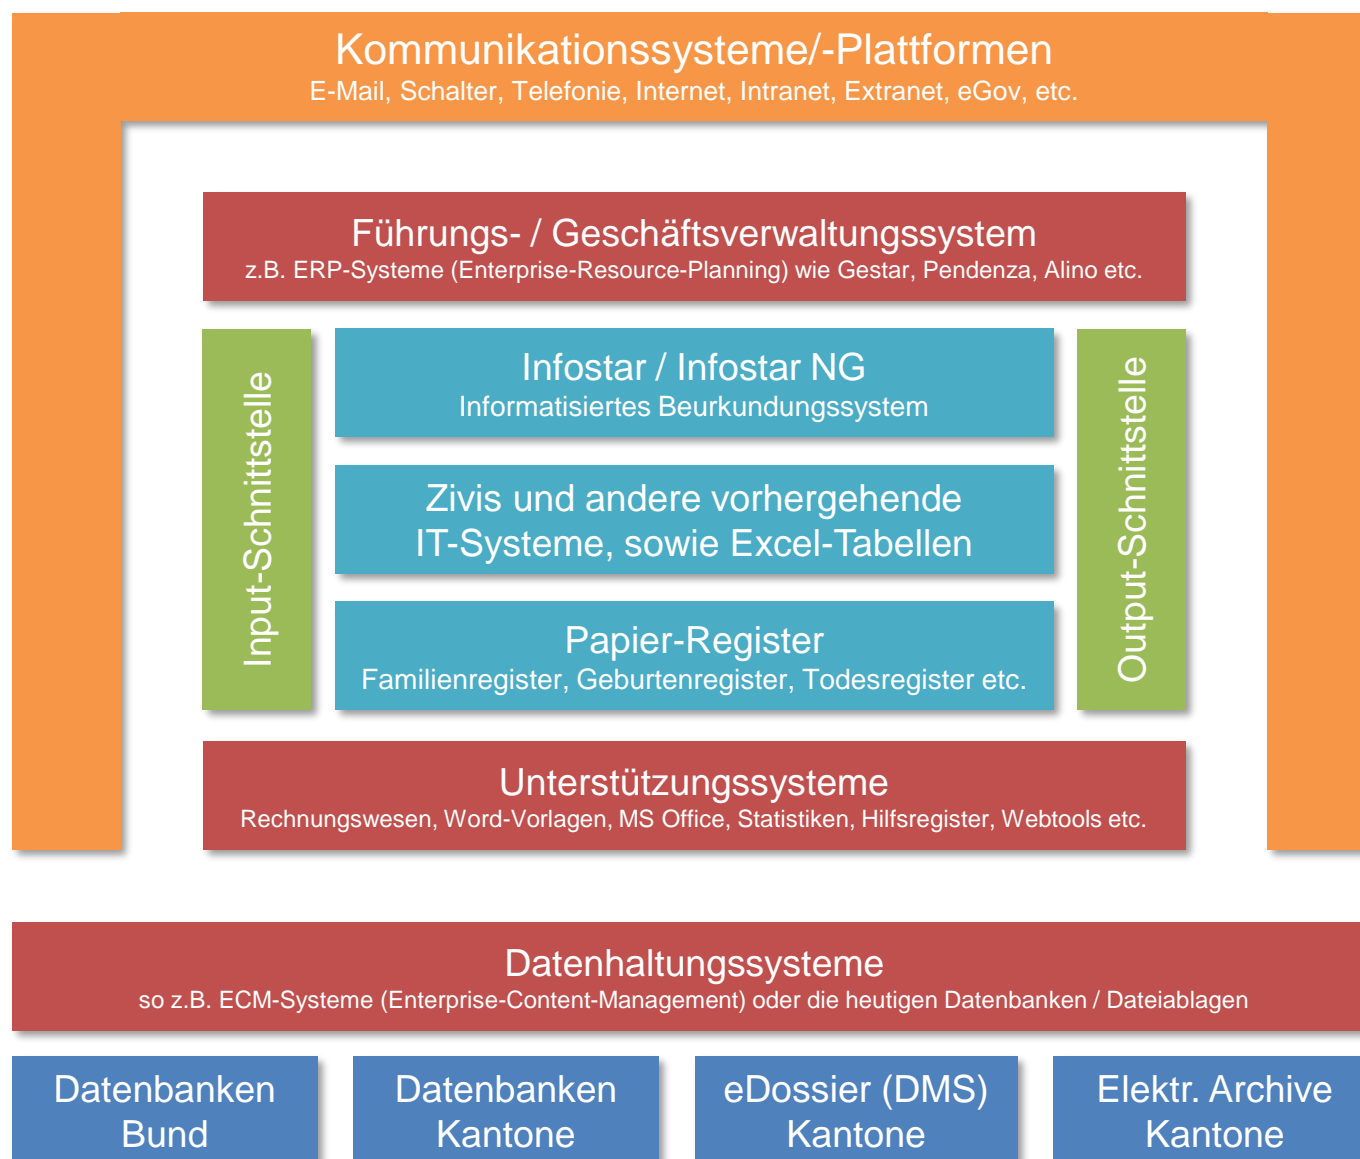 Kommunikationssysteme/-Plattformen
E-Mail, Schalter, Telefonie, Internet, Intranet, Extranet, eGov, etc.
Führungs- / Geschäftsverwaltungssystem
z.B. ERP-Systeme (Enterprise-Resource-Planning) wie Gestar, Pendenza, Alino etc.
Input-Schnittstelle
Infostar / Infostar NG
Informatisiertes Beurkundungssystem
Zivis und andere vorhergehende
IT-Systeme, sowie Excel-Tabellen
Papier-Register
Familienregister, Geburtenregister, Todesregister etc.
Output-Schnittstelle
Unterstützungssysteme
Rechnungswesen, Word-Vorlagen, MS Office, Statistiken, Hilfsregister, Webtools etc.
Datenhaltungssysteme
so z.B. ECM-Systeme (Enterprise-Content-Management) oder die heutigen Datenbanken / Dateiablagen
Datenbanken
Bund
Datenbanken
Kantone
eDossier (DMS)
Kantone
Elektr. Archive
Kantone